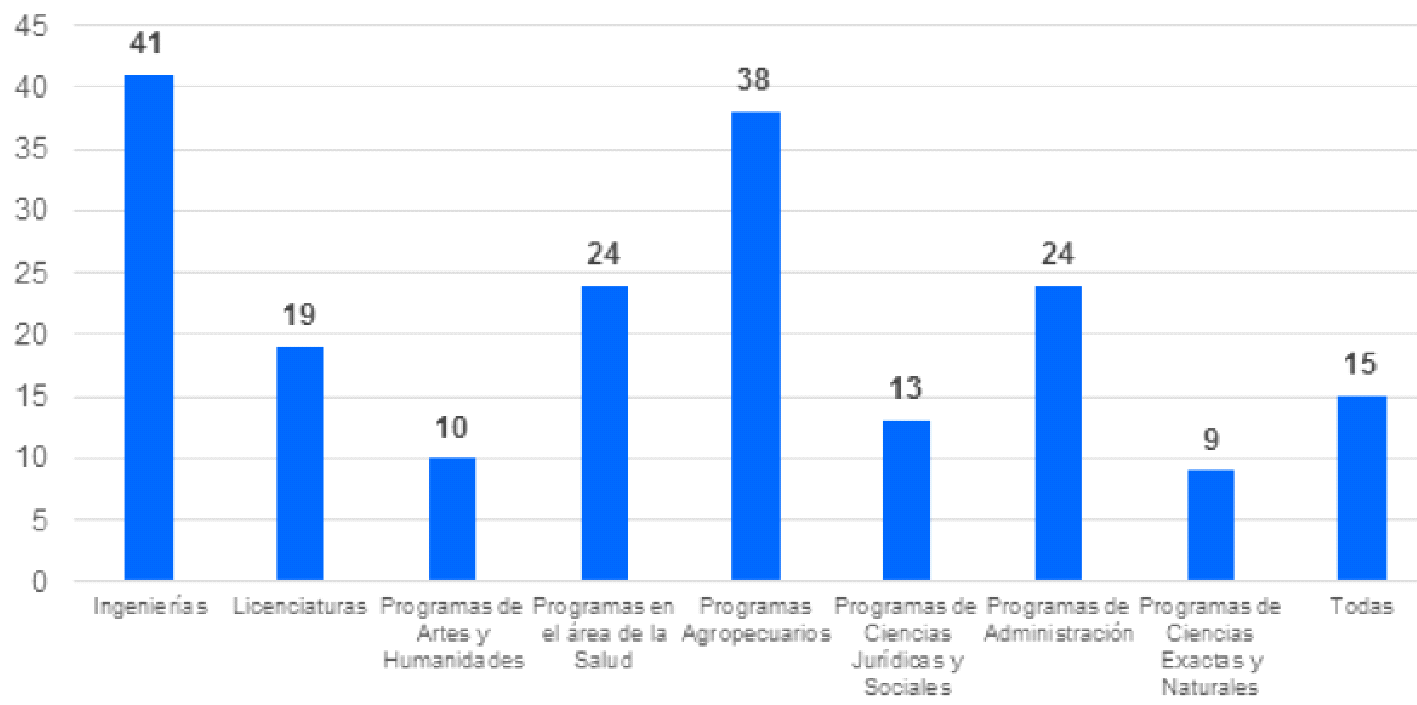 45
41
40
38
35
30
25
24
24
20
19
15
15
13
10
10
9
5
0
Ingenierías
Licenciaturas
Programas de
Artes y
Humanidades
Programas en
el área de la
Salud
Programas
Agropecuarios
Programas de
Ciencias
Jurídicas y
Sociales
Programas de
Administración
Programas de
Ciencias
Exactas y
Naturales
Todas